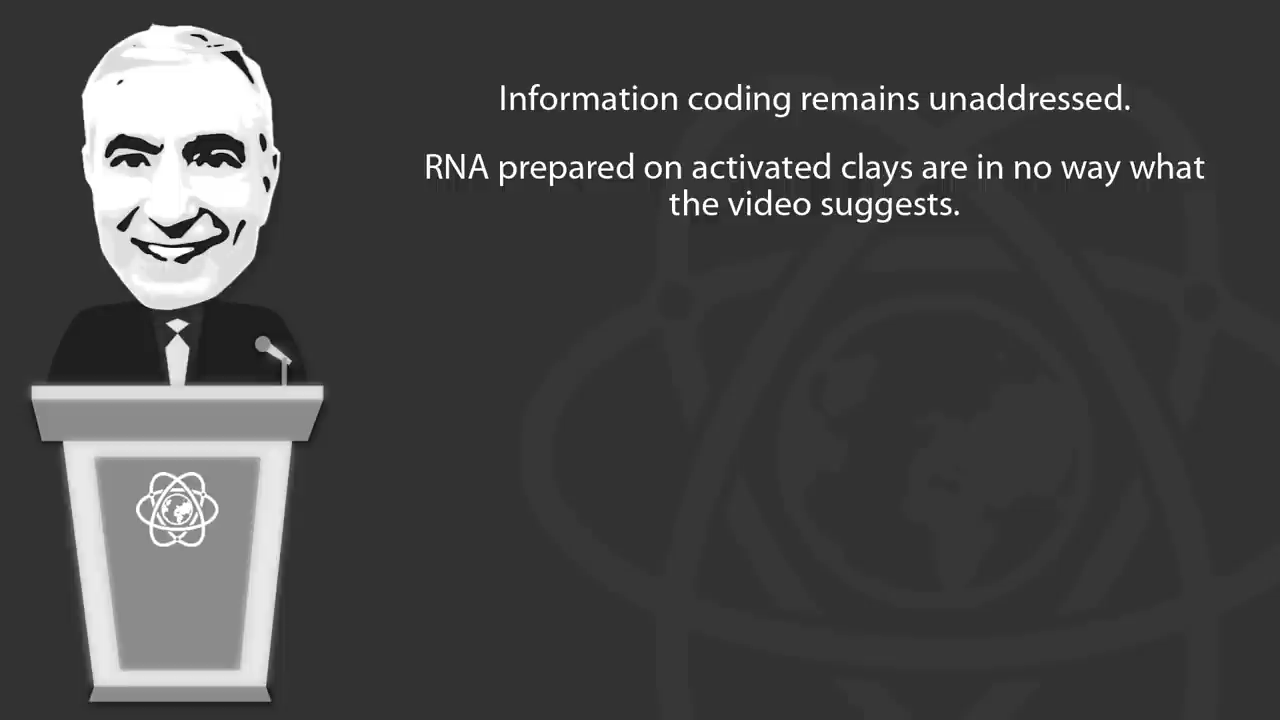 Information coding remains unaddressed.
RNA prepared on activated clays are in no way what
the video suggests.